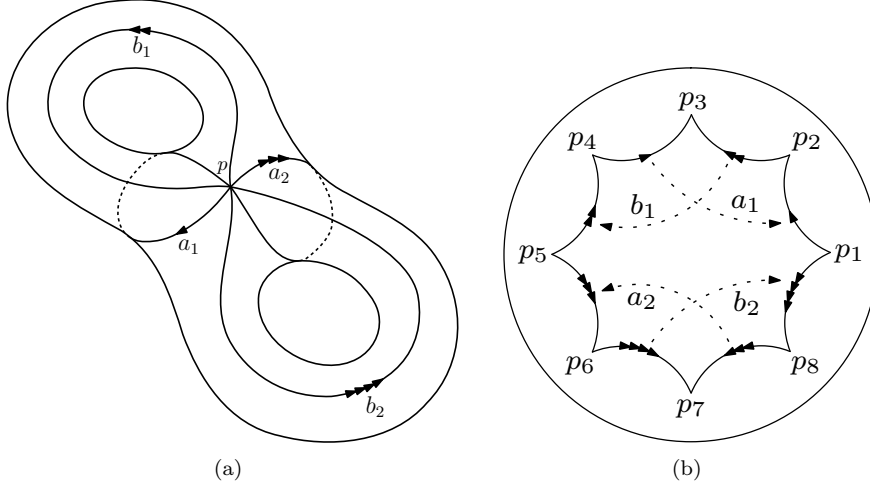 b₁
p
a₂
a₁
b₂
(a)
p₃
p₄
p₂
b₁
a₁
p₅
p₁
a₂
b₂
p₆
p₈
p₇
(b)